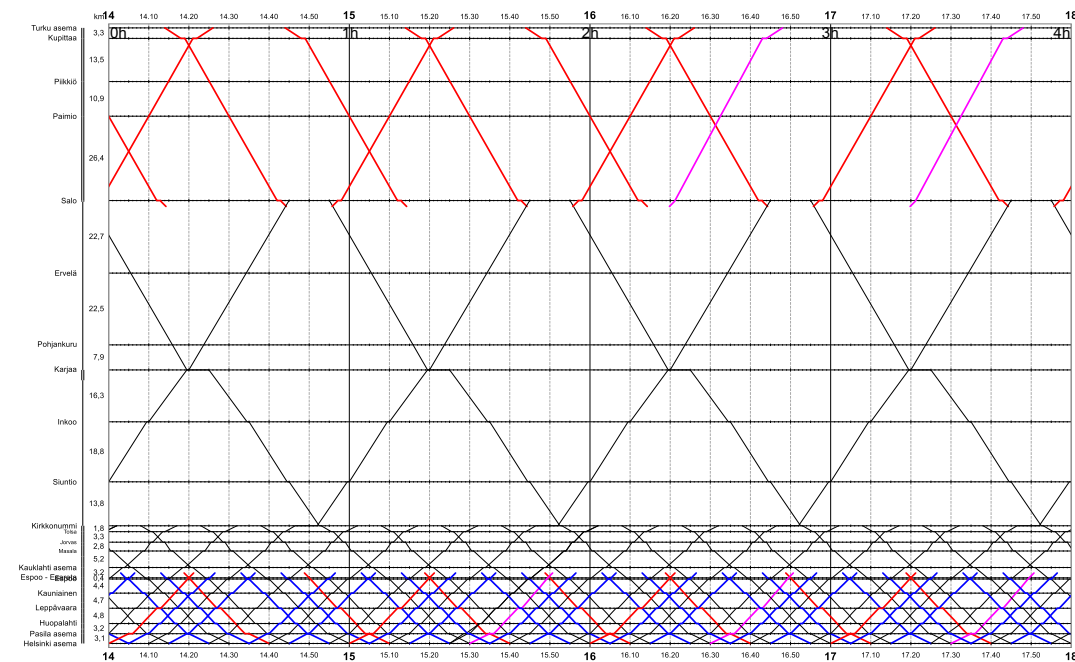 km 14 14.10 14.20 14.30 14.40 14.50 15 15.10 15.20 15.30 15.40 15.50 16 16.10 16.20 16.30 16.40 16.50 17 17.10 17.20 17.30 17.40 17.50 18
Turku asema 0h 1h 2h 3h 4h
3,3
Kupittaa
13,5
Piikkiö
10,9
Paimio
26,4
Salo
22,7
Ervelä
22,5
Pohjankuru
7,9
Karjaa
16,3
Inkoo
18,8
Siuntio
13,8
Kirkkonummi
1,8
Tolsa
3,3
Jorvas
2,8
Masala
5,2
Kauklahti asema
Espoo -
0,4
4,4
Kauniainen
4,7
Leppävaara
4,8
Huopalahti
3,2
Pasila asema
3,1
Helsinki asema
14 14.10 14.20 14.30 14.40 14.50 15 15.10 15.20 15.30 15.40 15.50 16 16.10 16.20 16.30 16.40 16.50 17 17.10 17.20 17.30 17.40 17.50 18